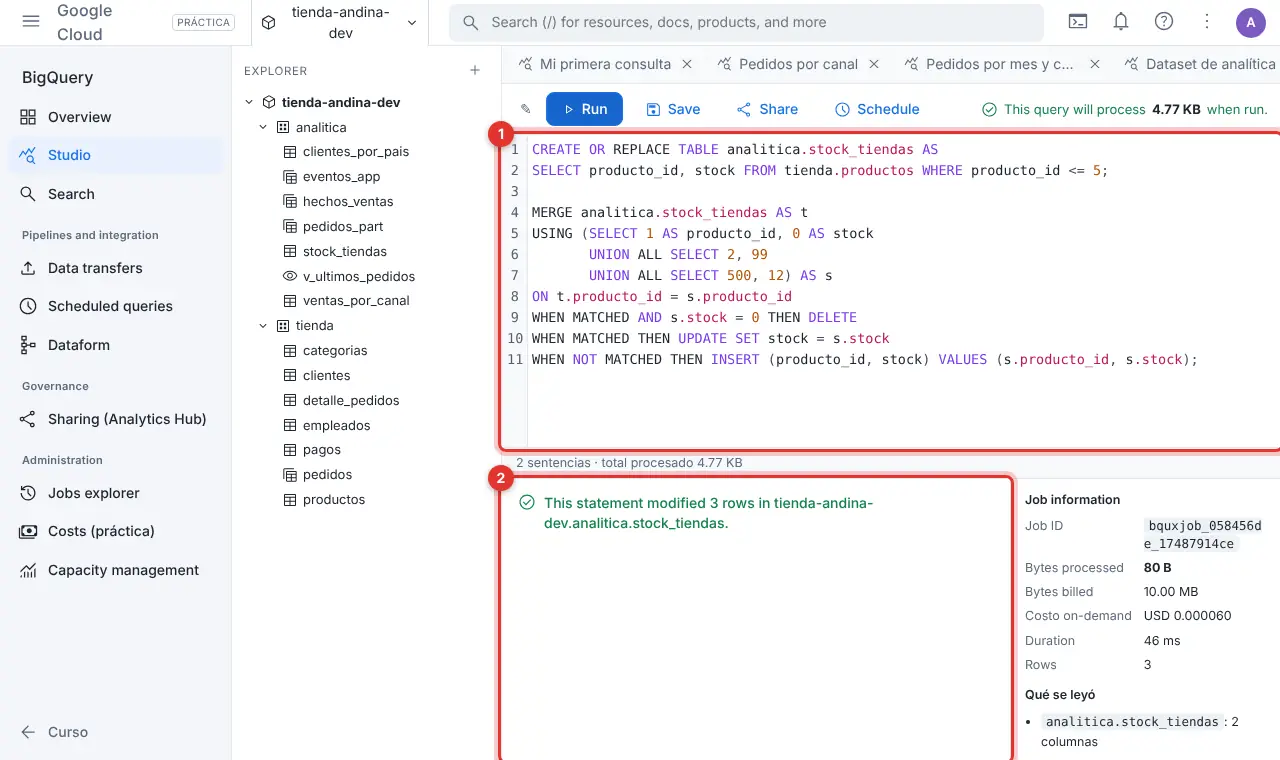 Google Cloud
PRÁCTICA
tienda-andina-dev
Search (/) for resources, docs, products, and more
A
BigQuery
Overview
Studio
Search
Pipelines and integration
Data transfers
Scheduled queries
Dataform
Governance
Sharing (Analytics Hub)
Administration
Jobs explorer
Costs (práctica)
Capacity management
Curso
EXPLORER
tienda-andina-dev
analitica
clientes_por_pais
eventos_app
hechos_ventas
pedidos_part
stock_tiendas
v_ultimos_pedidos
ventas_por_canal
tienda
categorias
clientes
detalle_pedidos
empleados
pagos
pedidos
productos
Mi primera consulta
Pedidos por canal
Pedidos por mes y c...
Dataset de analítica
Run
Save
Share
Schedule
This query will process 4.77 KB when run.
1
1 CREATE OR REPLACE TABLE analitica.stock_tiendas AS
2 SELECT producto_id, stock FROM tienda.productos WHERE producto_id <= 5;
3
4 MERGE analitica.stock_tiendas AS t
5 USING (SELECT 1 AS producto_id, 0 AS stock
6 UNION ALL SELECT 2, 99
7 UNION ALL SELECT 500, 12) AS s
8 ON t.producto_id = s.producto_id
9 WHEN MATCHED AND s.stock = 0 THEN DELETE
10 WHEN MATCHED THEN UPDATE SET stock = s.stock
11 WHEN NOT MATCHED THEN INSERT (producto_id, stock) VALUES (s.producto_id, s.stock);
2 sentencias · total procesado 4.77 KB
2
This statement modified 3 rows in tienda-andina-
dev.analitica.stock_tiendas.
Job information
Job ID bquxjob_058456d
e_17487914ce
Bytes processed 80 B
Bytes billed 10.00 MB
Costo on-demand USD 0.000060
Duration 46 ms
Rows 3
Qué se leyó
• analitica.stock_tiendas : 2
columnas